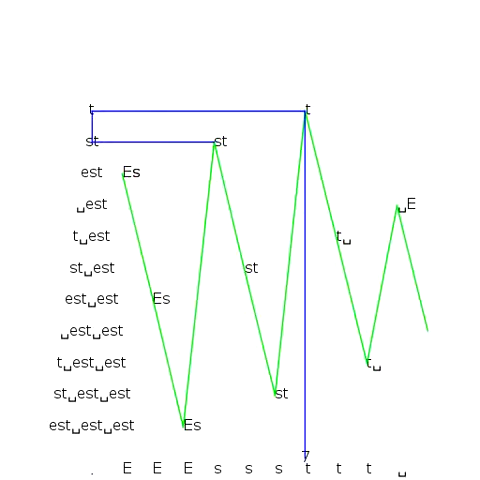 t t
st st
est Es
␣est ␣E
t␣est t␣
st␣est st
est␣est Es
␣est␣est
t␣est␣est t␣
st␣est␣est st
est␣est␣est Es
7
. E E E s s s t t t ␣